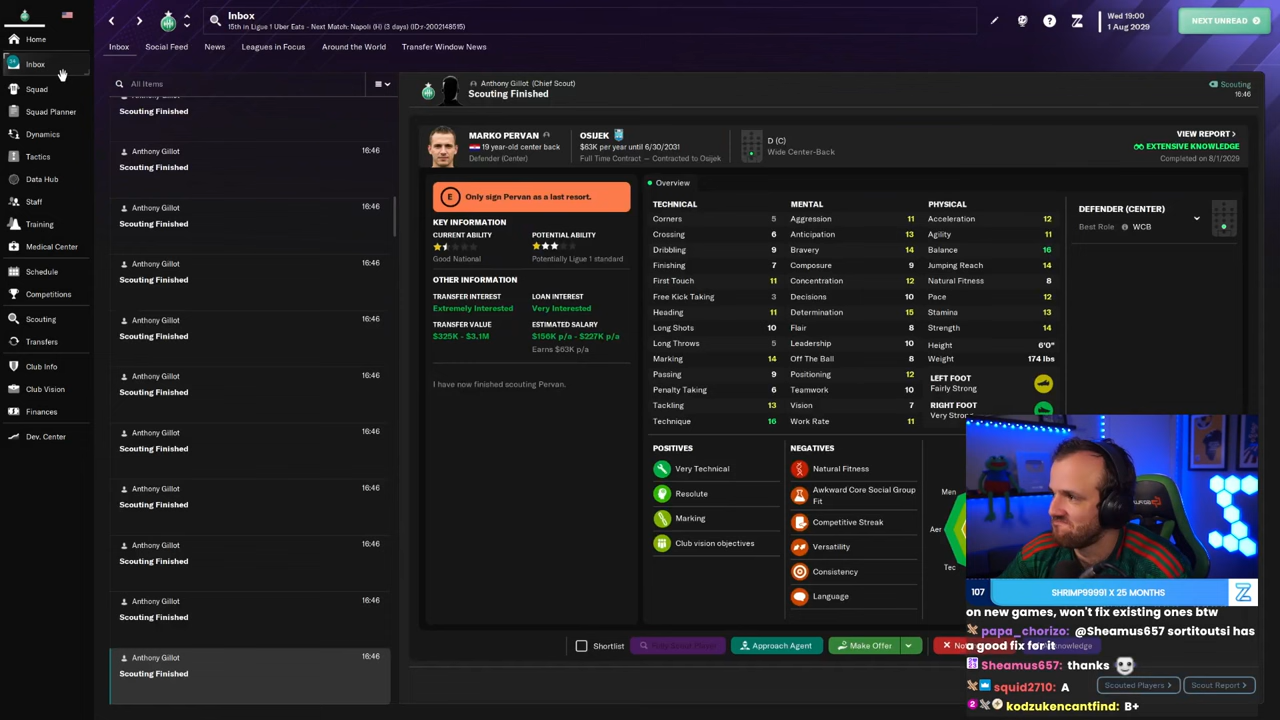 Inbox
15th in Ligue 1 Uber Eats - Next Match: Napoli (H) (3 days) (ID:r-2002148515)
Wed 19:00
1 Aug 2029
NEXT UNREAD
Inbox Social Feed News Leagues in Focus Around the World Transfer Window News
Home
Inbox
Squad
Squad Planner
Dynamics
Tactics
Data Hub
Staff
Training
Medical Center
Schedule
Competitions
Scouting
Transfers
Club Info
Club Vision
Finances
Dev. Center
All Items
Scouting Finished
Anthony Gillot 16:46
Scouting Finished
Anthony Gillot 16:46
Scouting Finished
Anthony Gillot 16:46
Scouting Finished
Anthony Gillot 16:46
Scouting Finished
Anthony Gillot 16:46
Scouting Finished
Anthony Gillot 16:46
Scouting Finished
Anthony Gillot 16:46
Scouting Finished
Anthony Gillot 16:46
Scouting Finished
Anthony Gillot 16:46
Scouting Finished
Anthony Gillot 16:46
Scouting Finished
Anthony Gillot (Chief Scout)
Scouting Finished
Scouting
16:46
MARKO PERVAN
19 year-old center back
Defender (Center)
OSIJEK
$63K per year until 6/30/2031
Full Time Contract - Contracted to Osijek
D (C)
Wide Center-Back
VIEW REPORT
EXTENSIVE KNOWLEDGE
Completed on 8/1/2029
E Only sign Pervan as a last resort.
KEY INFORMATION
CURRENT ABILITY POTENTIAL ABILITY
Good National Potentially Ligue 1 standard
OTHER INFORMATION
TRANSFER INTEREST LOAN INTEREST
Extremely Interested Very Interested
TRANSFER VALUE ESTIMATED SALARY
$325K - $3.1M $156K p/a - $227K p/a
Earns $63K p/a
I have now finished scouting Pervan.
Overview
TECHNICAL MENTAL PHYSICAL
Corners 5 Aggression 11 Acceleration 12
Crossing 6 Anticipation 13 Agility 11
Dribbling 9 Bravery 14 Balance 16
Finishing 7 Composure 9 Jumping Reach 14
First Touch 11 Concentration 12 Natural Fitness 8
Free Kick Taking 3 Decisions 10 Pace 12
Heading 11 Determination 15 Stamina 13
Long Shots 10 Flair 8 Strength 14
Long Throws 5 Leadership 10 Height 6'0"
Marking 14 Off The Ball 8 Weight 174 lbs
Passing 9 Positioning 12
Penalty Taking 6 Teamwork 10
Tackling 13 Vision 7
Technique 16 Work Rate 11
LEFT FOOT
Fairly Strong
RIGHT FOOT
Very Strong
DEFENDER (CENTER)
Best Role WCB
POSITIVES
Very Technical
Resolute
Marking
Club vision objectives
NEGATIVES
Natural Fitness
Awkward Core Social Group
Fit
Competitive Streak
Versatility
Consistency
Language
Men
Aer
Tec
Shortlist
Approach Agent
Make Offer
Scouted Players
Scout Report
107 SHRIMP99991 X 25 MONTHS
on new games, won't fix existing ones btw
papa_chorizo: @Sheamus657 sortitoutsi has
a good fix for it
Sheamus657: thanks
squid2710: A
kodzukencantfind: B+